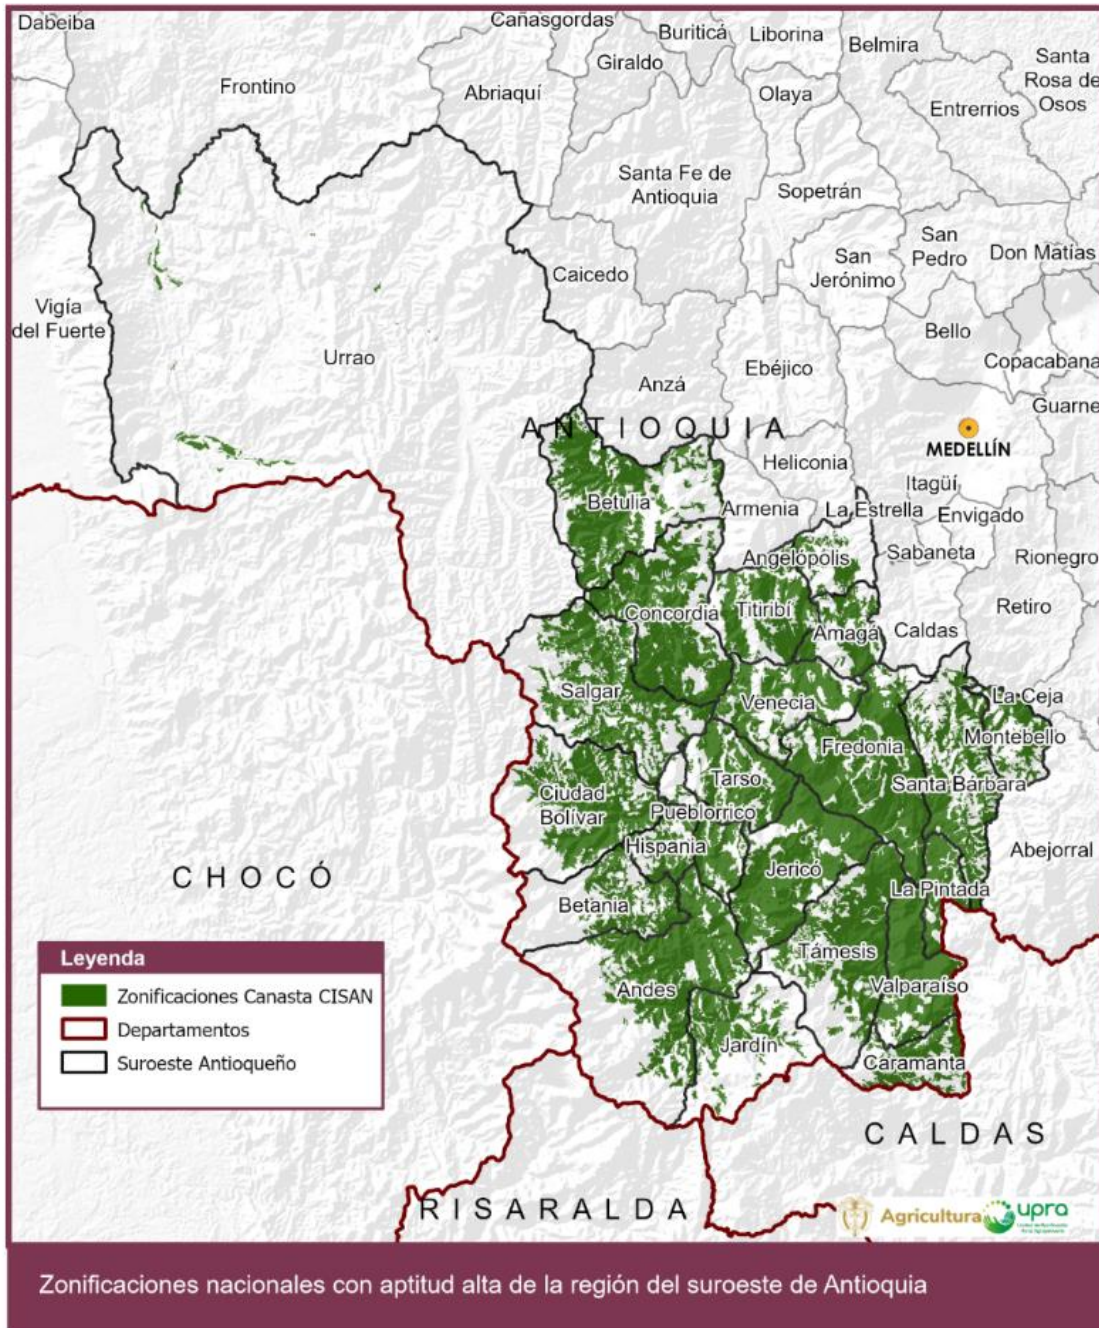 Dabeiba
Cañasgordas
Buriticá
Liborina
Belmira
Santa
Rosa de
Osos
Giraldo
Frontino
Abriaquí
Olaya
Entrerrios
Santa Fe de
Antioquia
Sopetrán
San
Pedro
Don Matías
San
Jerónimo
Caicedo
Vigía
del Fuerte
Bello
Copacabana
Urrao
Anzá
Ebéjico
Guarne
ANTIOQUIA
MEDELLÍN
Heliconia
Itagüí
Betulia
Armenia
La Estrella
Envigado
Angelópolis
Sabaneta
Rionegro
Concordia
Titiribí
Amagá
Caldas
Retiro
Salgar
Venecia
La Ceja
Fredonia
Montebello
Tarso
Santa Bárbara
Ciudad
Bolívar
Pueblorrico
Hispania
Abejorral
Jericó
CHOCÓ
La Pintada
Betania
Támesis
Andes
Valparaíso
Jardín
Caramanta
Leyenda
Zonificaciones Canasta CISAN
Departamentos
Suroeste Antioqueño
CALDAS
RISARALDA
Agricultura
upra
Zonificaciones nacionales con aptitud alta de la región del suroeste de Antioquia